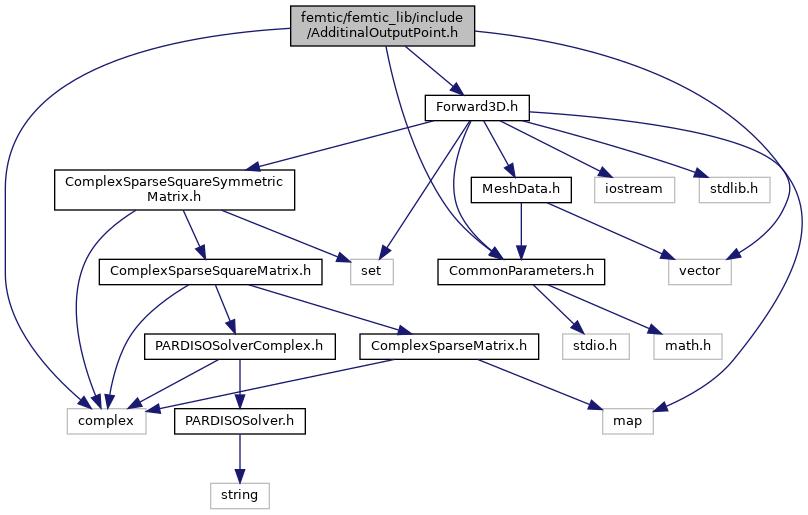 femtic/femtic_lib/include
/AdditinalOutputPoint.h
Forward3D.h
ComplexSparseSquareSymmetric
Matrix.h
MeshData.h
iostream
stdlib.h
ComplexSparseSquareMatrix.h
set
CommonParameters.h
vector
PARDISOSolverComplex.h
ComplexSparseMatrix.h
stdio.h
math.h
complex
PARDISOSolver.h
map
string